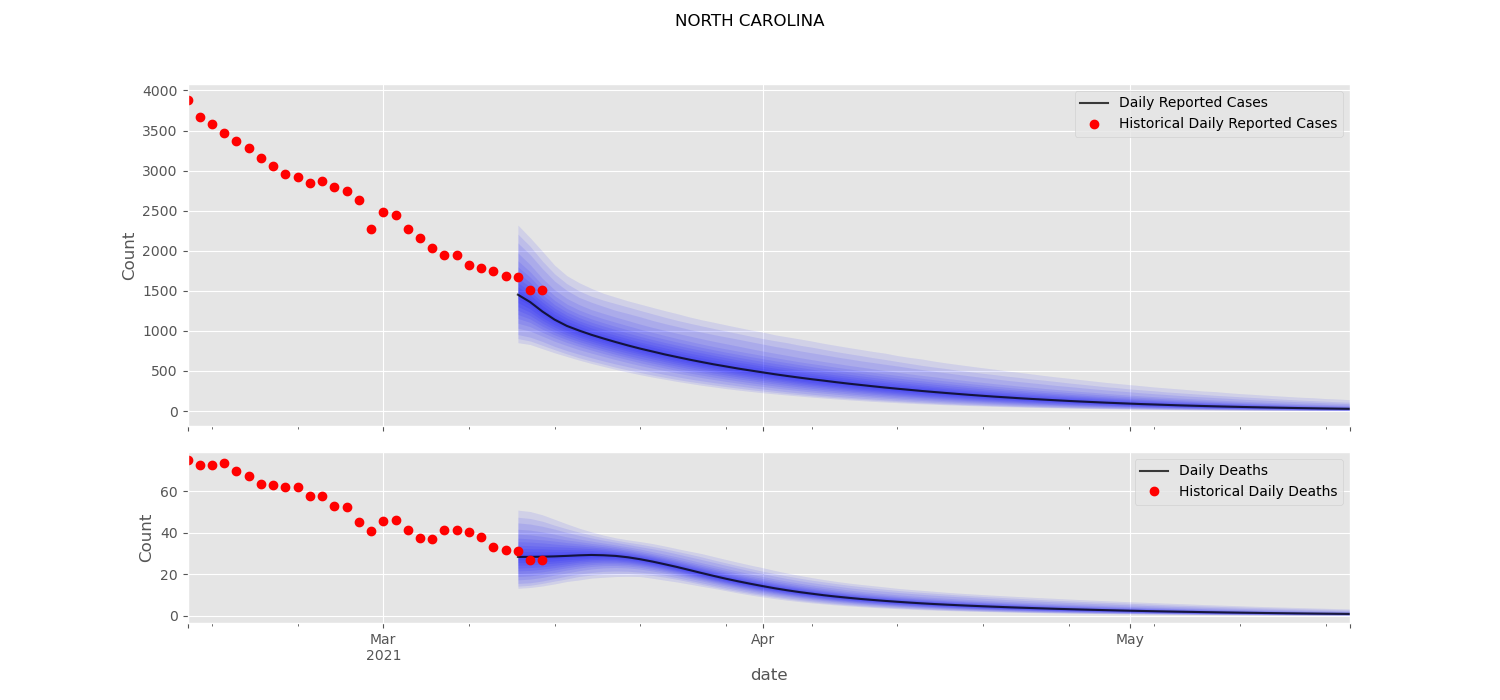 NORTH CAROLINA
4000
3500
3000
2500
2000
1500
1000
500
0
Count
Daily Reported Cases
Historical Daily Reported Cases
60
40
20
0
Count
Daily Deaths
Historical Daily Deaths
Mar
2021
Apr
May
date